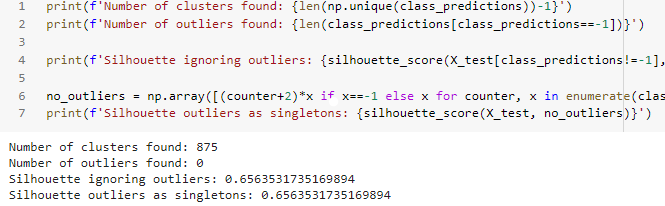 1 print(f'Number of clusters found: {len(np.unique(class_predictions))-1}')
2 print(f'Number of outliers found: {len(class_predictions[class_predictions==-1])}')
3
4 print(f'Silhouette ignoring outliers: {silhouette_score(X_test[class_predictions!=-1],
5
6 no_outliers = np.array([(counter+2)*x if x==-1 else x for counter, x in enumerate(clas
7 print(f'Silhouette outliers as singletons: {silhouette_score(X_test, no_outliers)}')
Number of clusters found: 875
Number of outliers found: 0
Silhouette ignoring outliers: 0.6563531735169894
Silhouette outliers as singletons: 0.6563531735169894